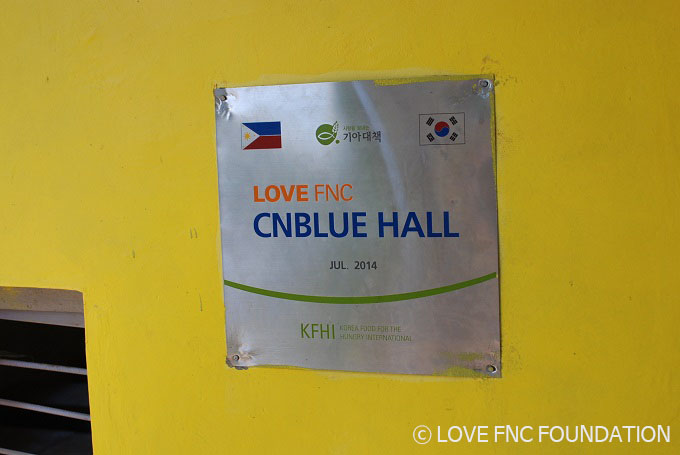 기아대책
LOVE FNC
CNBLUE HALL
JUL. 2014
KFHI KOREA FOOD FOR THE
HUNGRY INTERNATIONAL
© LOVE FNC FOUNDATION